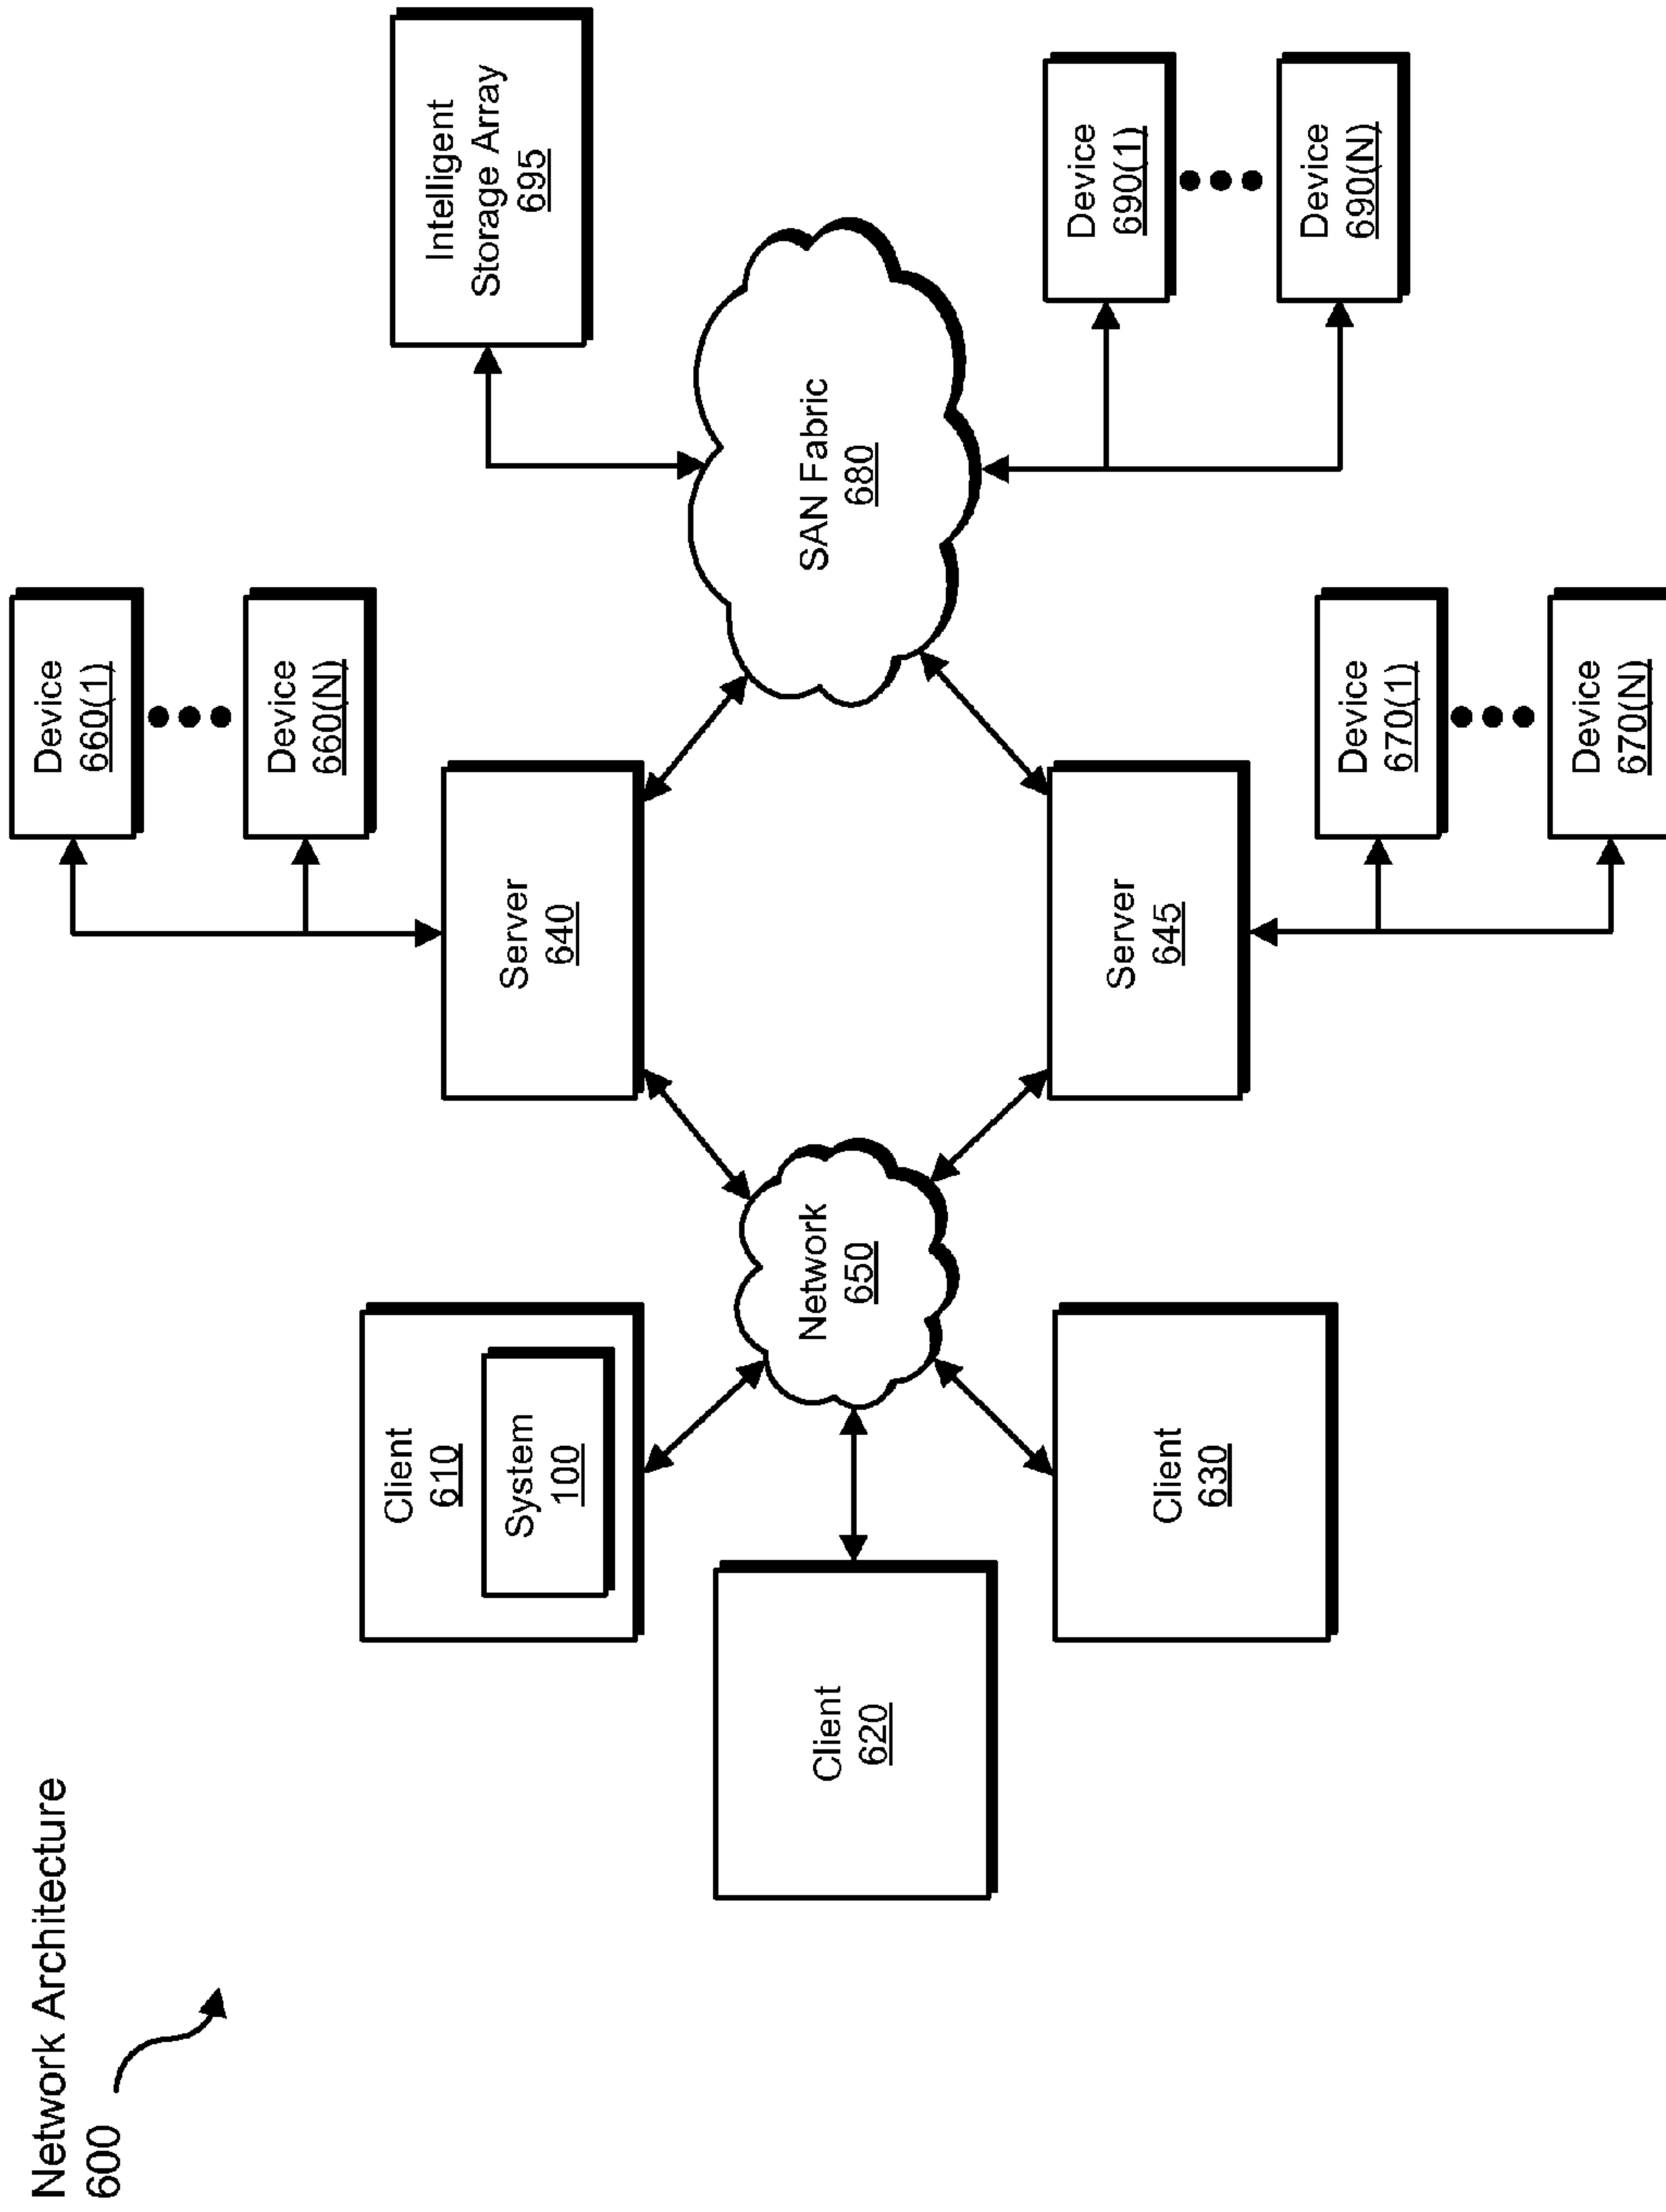 Network Architecture
600
Device
660(1)
Device
660(N)
Intelligent
Storage Array
695
Client
610
System
100
Server
640
Client
620
Network
650
SAN Fabric
680
Client
630
Server
645
Device
690(1)
Device
690(N)
Device
670(1)
Device
670(N)